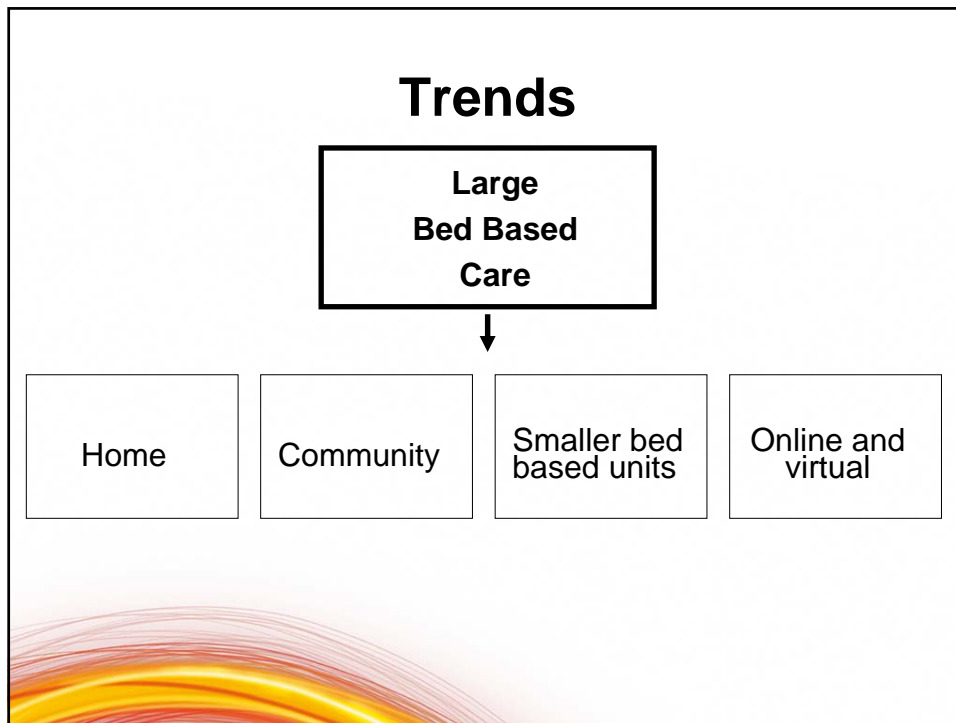 Trends
Large
Bed Based
Care
Home
Community
Smaller bed
based units
Online and
virtual